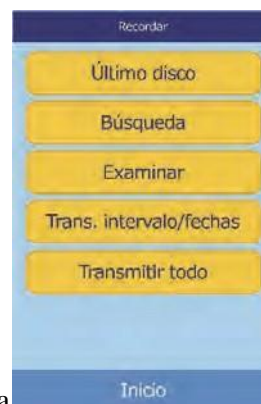 Recordar
Último disco
Búsqueda
Examinar
Trans. intervalo/fechas
Transmitir todo
Inicio
a